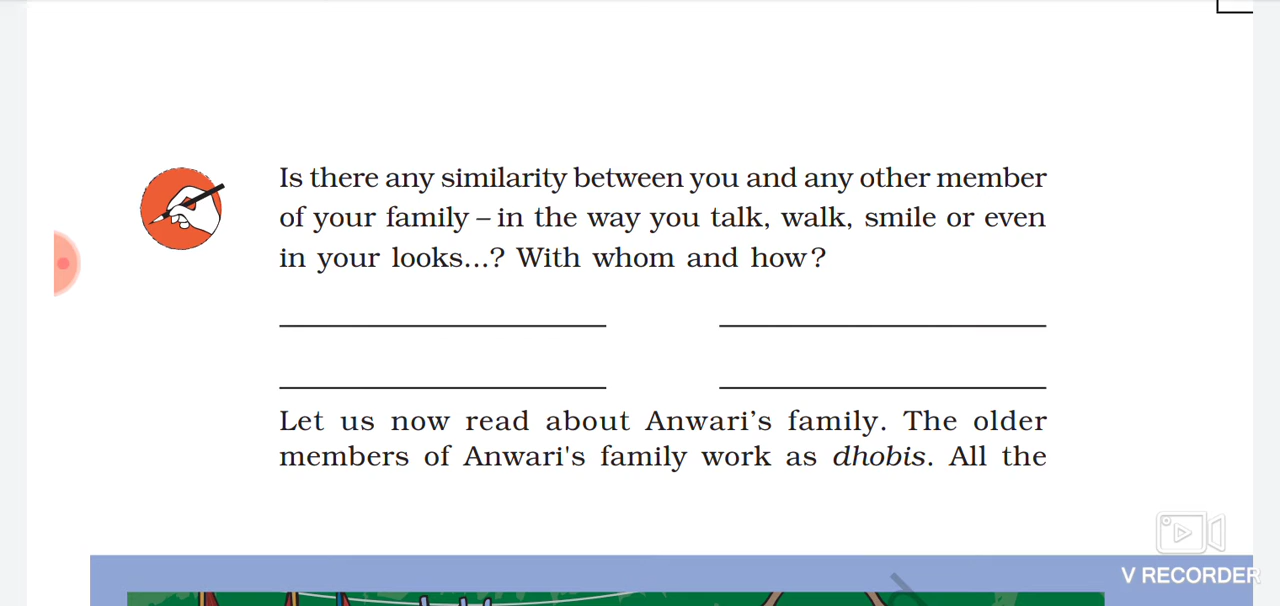 Is there any similarity between you and any other member
of your family – in the way you talk, walk, smile or even
in your looks...? With whom and how?
Let us now read about Anwari's family. The older
members of Anwari's family work as dhobis. All the
V RECORDER